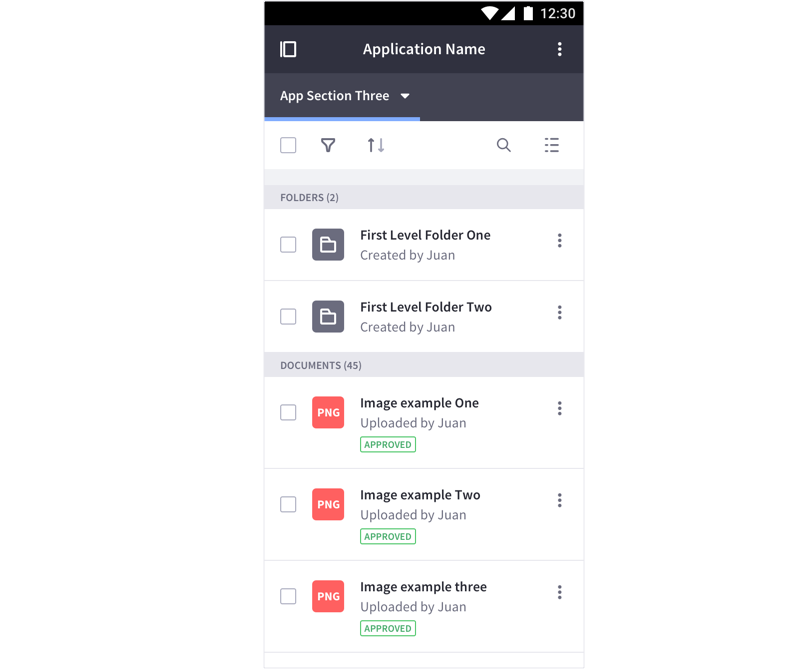 12:30
Application Name
App Section Three
FOLDERS (2)
First Level Folder One
Created by Juan
First Level Folder Two
Created by Juan
DOCUMENTS (45)
PNG
Image example One
Uploaded by Juan
APPROVED
PNG
Image example Two
Uploaded by Juan
APPROVED
PNG
Image example three
Uploaded by Juan
APPROVED